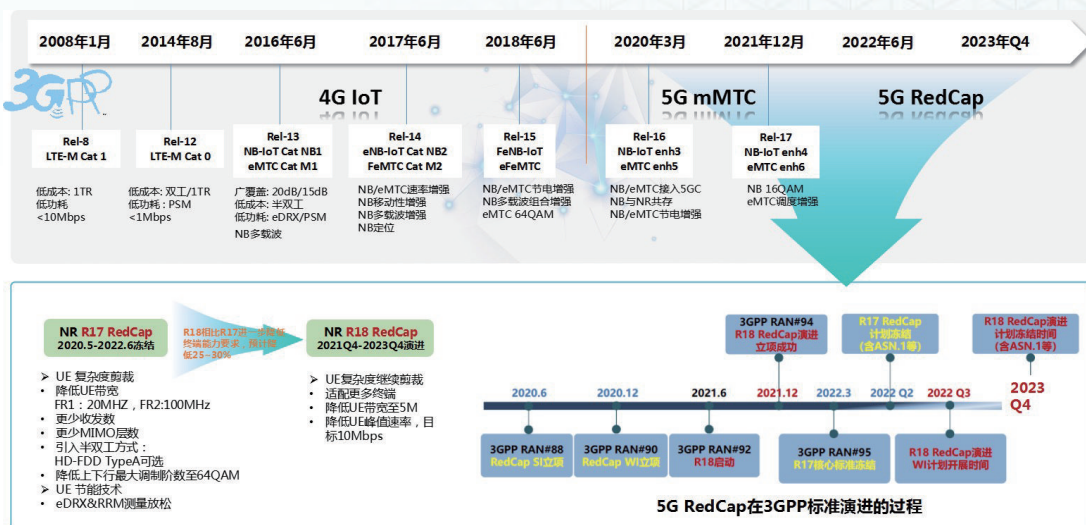 2008年1月 2014年8月 2016年6月 2017年6月 2018年6月 2020年3月 2021年12月 2022年6月 2023年Q4
3GPP
4G IoT 5G mMTC 5G RedCap
Rel-8
LTE-M Cat 1
低成本: 1TR
低功耗
<10Mbps
Rel-12
LTE-M Cat 0
低成本: 双工/1TR
低功耗 : PSM
<1Mbps
Rel-13
NB-IoT Cat NB1
eMTC Cat M1
广覆盖: 20dB/15dB
低成本: 半双工
低功耗: eDRX/PSM
NB多载波
Rel-14
eNB-IoT Cat NB2
FeMTC Cat M2
NB/eMTC速率增强
NB移动性增强
NB多载波增强
NB定位
Rel-15
FeNB-IoT
eFeMTC
NB/eMTC节电增强
NB多载波组合增强
eMTC 64QAM
Rel-16
NB-IoT enh3
eMTC enh5
NB/eMTC接入5GC
NB与NR共存
NB/eMTC节电增强
Rel-17
NB-IoT enh4
eMTC enh6
NB 16QAM
eMTC调度增强
NR R17 RedCap
2020.5-2022.6冻结
R18相比R17进一步降低
终端能力要求，预计降
低25~30%
NR R18 RedCap
2021Q4-2023Q4演进
➢ UE 复杂度剪裁
• 降低UE带宽
FR1：20MHZ，FR2:100MHz
• 更少收发数
• 更少MIMO层数
• 引入半双工方式：
HD-FDD TypeA可选
• 降低上下行最大调制阶数至64QAM
➢ UE 节能技术
• eDRX&RRM测量放松
➢ UE复杂度继续剪裁
• 适配更多终端
• 降低UE带宽至5M
• 降低UE峰值速率，目
标10Mbps
3GPP RAN#94
R18 RedCap演进
立项成功
R17 RedCap
计划冻结
(含ASN.1等)
R18 RedCap演进
计划冻结时间
(含ASN.1等)
2020.6 2020.12 2021.6 2021.12 2022.3 2022 Q2 2022 Q3 2023
Q4
3GPP RAN#88
RedCap SI立项
3GPP RAN#90
RedCap WI立项
3GPP RAN#92
R18启动
3GPP RAN#95
R17核心标准冻结
R18 RedCap演进
WI计划开展时间
5G RedCap在3GPP标准演进的过程